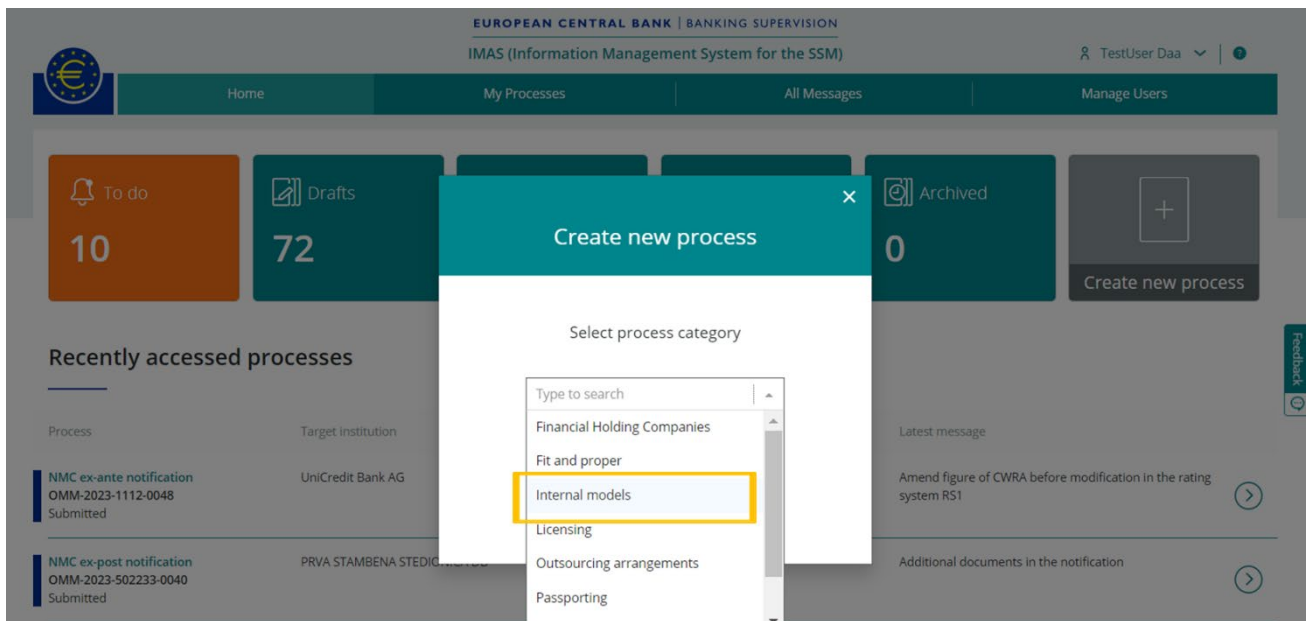 EUROPEAN CENTRAL BANK | BANKING SUPERVISION
IMAS (Information Management System for the SSM)
TestUser Daa
?
Home
My Processes
All Messages
Manage Users
To do
10
Drafts
72
Archived
0
Create new process
Create new process
Select process category
Type to search
Financial Holding Companies
Fit and proper
Internal models
Licensing
Outsourcing arrangements
Passporting
Feedback
Recently accessed processes
Process
Target institution
Latest message
NMC ex-ante notification
OMM-2023-1112-0048
Submitted
UniCredit Bank AG
Amend figure of CWRA before modification in the rating
system RS1
NMC ex-post notification
OMM-2023-502233-0040
Submitted
PRVA STAMBENA
Additional documents in the notification